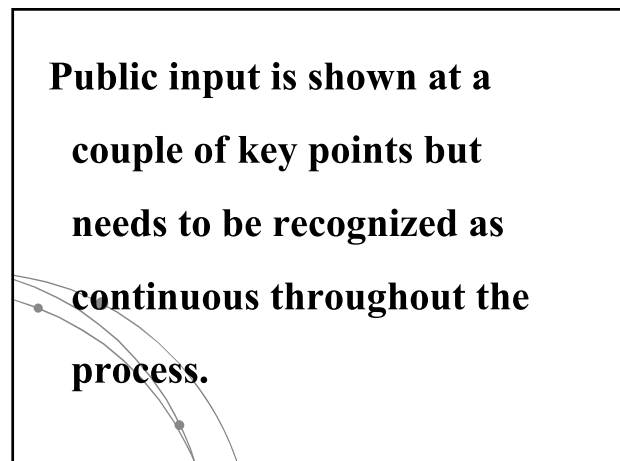 Public input is shown at a
couple of key points but
needs to be recognized as
continuous throughout the
process.